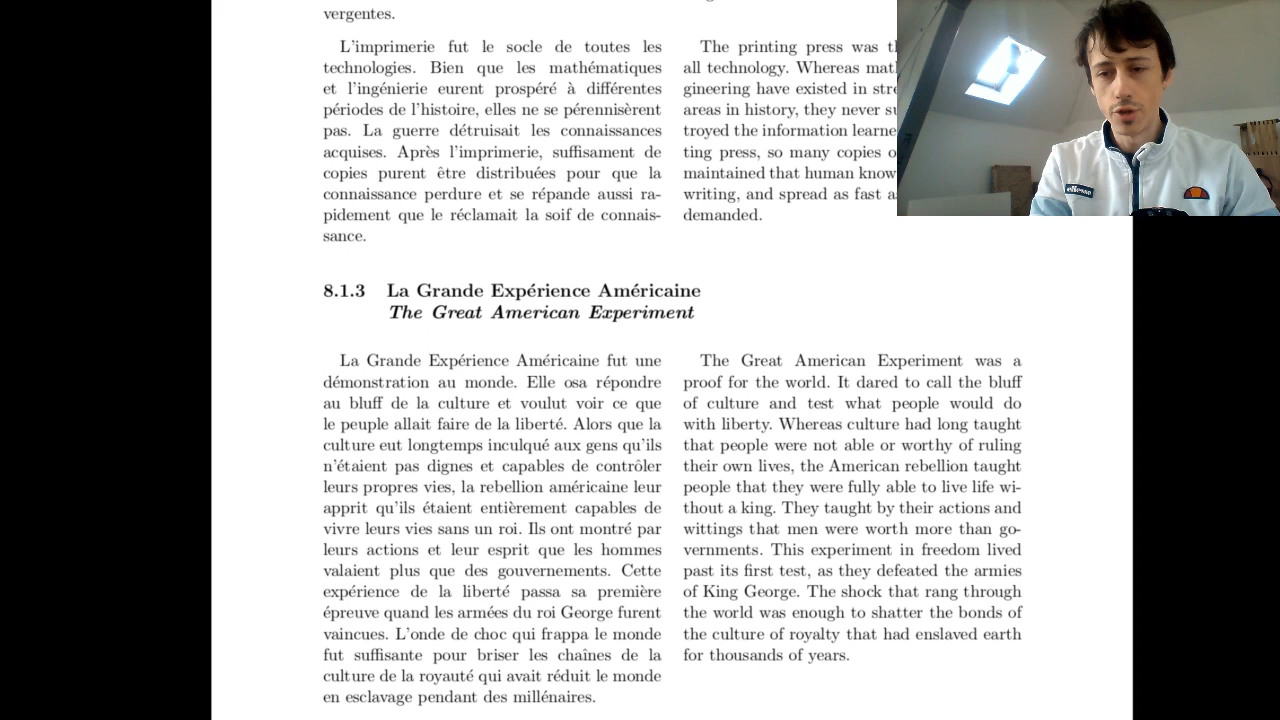 vergentes.
L'imprimerie fut le socle de toutes les
technologies. Bien que les mathématiques
et l'ingénierie eurent prospéré à différentes
périodes de l'histoire, elles ne se pérennisèrent
pas. La guerre détruisait les connaissances
acquises. Après l'imprimerie, suffisament de
copies purent être distribuées pour que la
connaissance perdure et se répande aussi ra-
pidement que le réclamait la soif de connais-
sance.
The printing press was
all technology. Whereas
gineering have existed in
areas in history, they never
troyed the information
ting press, so many copies
maintained that human
writing, and spread as fast
demanded.
ellesse
8.1.3 La Grande Expérience Américaine
The Great American Experiment
La Grande Expérience Américaine fut une
démonstration au monde. Elle osa répondre
au bluff de la culture et voulut voir ce que
le peuple allait faire de la liberté. Alors que la
culture eut longtemps inculqué aux gens qu'ils
n'étaient pas dignes et capables de contrôler
leurs propres vies, la rebellion américaine leur
apprit qu'ils étaient entièrement capables de
vivre leurs vies sans un roi. Ils ont montré par
leurs actions et leur esprit que les hommes
valaient plus que des gouvernements. Cette
expérience de la liberté passa sa première
épreuve quand les armées du roi George furent
vaincues. L'onde de choc qui frappa le monde
fut suffisante pour briser les chaînes de la
culture de la royauté qui avait réduit le monde
en esclavage pendant des millénaires.
The Great American Experiment was a
proof for the world. It dared to call the bluff
of culture and test what people would do
with liberty. Whereas culture had long taught
that people were not able or worthy of ruling
their own lives, the American rebellion taught
people that they were fully able to live life wi-
thout a king. They taught by their actions and
wittings that men were worth more than go-
vernments. This experiment in freedom lived
past its first test, as they defeated the armies
of King George. The shock that rang through
the world was enough to shatter the bonds of
the culture of royalty that had enslaved earth
for thousands of years.